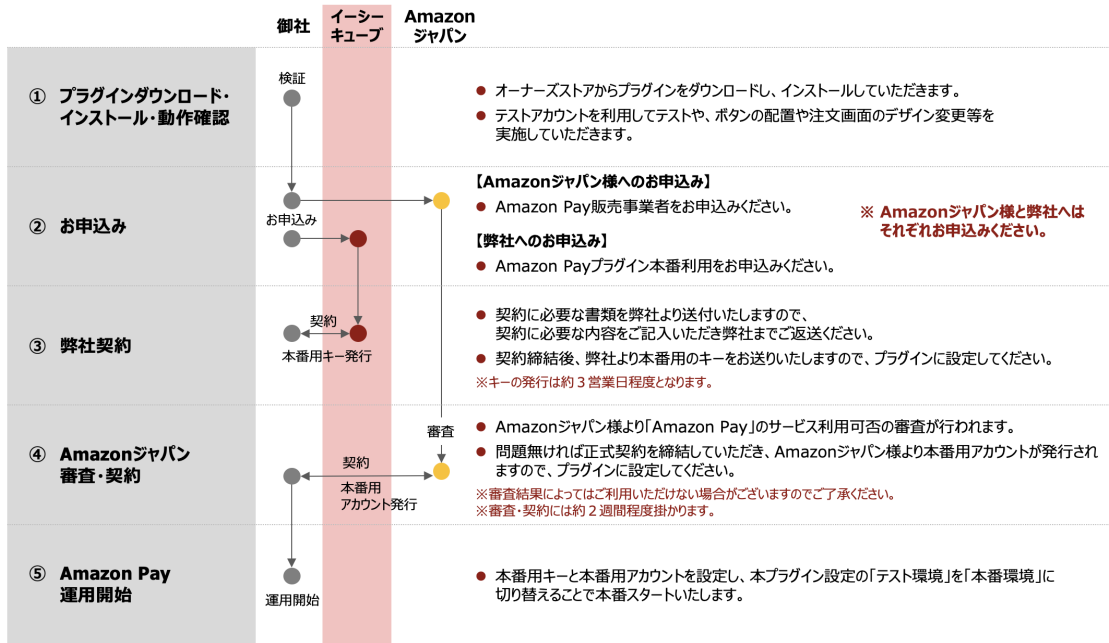 御社
イーシー
キューブ
Amazon
ジャパン
① プラグインダウンロード・
インストール・動作確認
検証
● オーナーズストアからプラグインをダウンロードし、インストールしていただきます。
● テストアカウントを利用してテストや、ボタンの配置や注文画面のデザイン変更等を
実施していただきます。
② お申込み
お申込み
【Amazonジャパン様へのお申込み】
● Amazon Pay販売事業者をお申込みください。
【弊社へのお申込み】
● Amazon Payプラグイン本番利用をお申込みください。
※ Amazonジャパン様と弊社へは
それぞれお申込みください。
③ 弊社契約
契約
本番用キー発行
● 契約に必要な書類を弊社より送付いたしますので、
契約に必要な内容をご記入いただき弊社までご返送ください。
● 契約締結後、弊社より本番用のキーをお送りいたしますので、プラグインに設定してください。
※キーの発行は約３営業日程度となります。
④ Amazonジャパン
審査・契約
審査
契約
本番用
アカウント発行
● Amazonジャパン様より「Amazon Pay」のサービス利用可否の審査が行われます。
● 問題無ければ正式契約を締結していただき、Amazonジャパン様より本番用アカウントが発行され
ますので、プラグインに設定してください。
※審査結果によってはご利用いただけない場合がございますのでご了承ください。
※審査・契約には約２週間程度掛かります。
⑤ Amazon Pay
運用開始
運用開始
● 本番用キーと本番用アカウントを設定し、本プラグイン設定の「テスト環境」を「本番環境」に
切り替えることで本番スタートいたします。